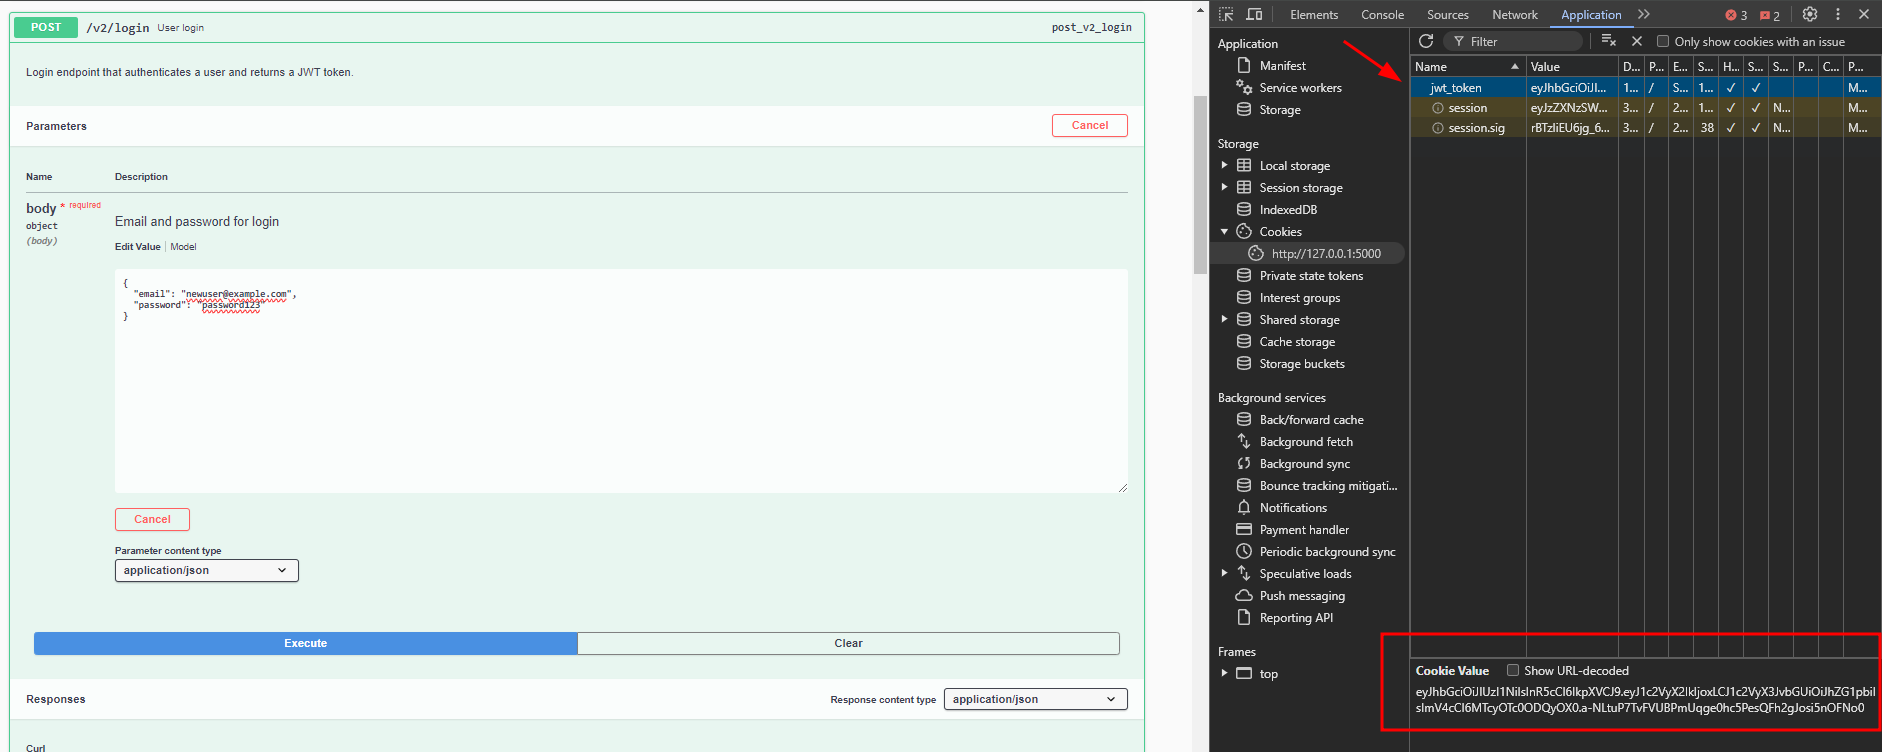 POST /v2/login User login post_v2_login
Login endpoint that authenticates a user and returns a JWT token.
Parameters Cancel
Name Description
body * required
object
(body)
Email and password for login
Edit Value | Model
{
"email": "newuser@example.com",
"password": "password123"
}
Cancel
Parameter content type
application/json
Execute Clear
Responses Response content type application/json
Curl
Elements Console Sources Network Application 3 2
Application
Manifest
Service workers
Storage
Storage
Local storage
Session storage
IndexedDB
Cookies
http://127.0.0.1:5000
Private state tokens
Interest groups
Shared storage
Cache storage
Storage buckets
Background services
Back/forward cache
Background fetch
Background sync
Bounce tracking mitigati...
Notifications
Payment handler
Periodic background sync
Speculative loads
Push messaging
Reporting API
Frames
top
Filter Only show cookies with an issue
Name Value D... P... E... S... H... S... S... P... C... P...
jwt_token eyJhbGciOiJI... 1... / S... 1... ✓ ✓ M...
session eyJzZXNzSW... 3... / 2... 1... ✓ ✓ N... M...
session.sig rBTzIiEU6jg_6... 3... / 2... 38 ✓ ✓ N... M...
Cookie Value Show URL-decoded
eyJhbGciOiJIUzI1NiIsInR5cCI6IkpXVCJ9.eyJ1c2VyX2lkIjoxLCJ1c2VyX3JvbGUiOiJhZG1pbiI
sImV4cCI6MTcyOTc0ODQyOX0.a-NLtuP7TvFVUBPmUqge0hc5PesQFh2gJosi5nOFNo0